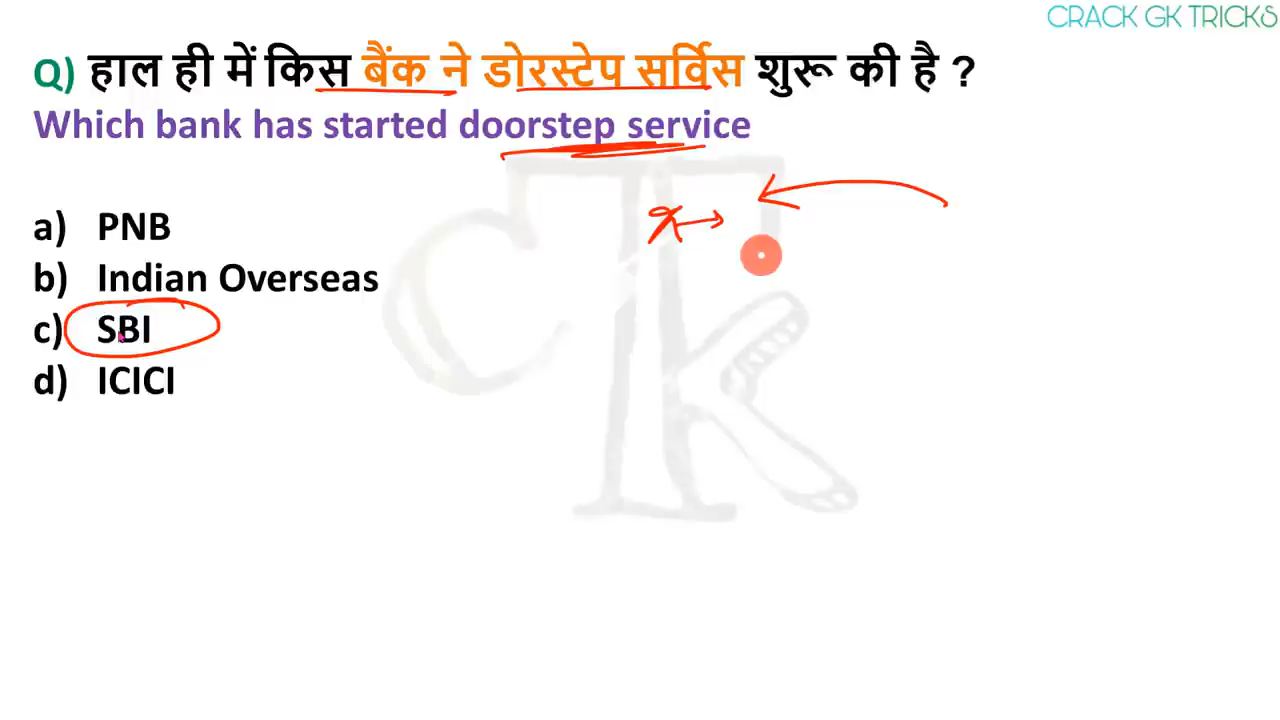 CRACK GK TRICKS
Q) हाल ही में किस बैंक ने डोरस्टेप सर्विस शुरू की है ?
Which bank has started doorstep service
a) PNB
b) Indian Overseas
c) SBI
d) ICICI